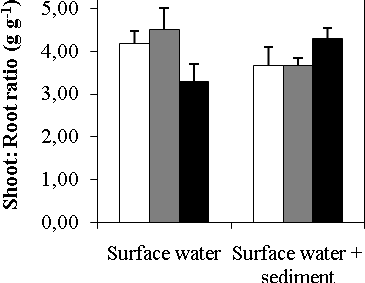 Shoot: Root ratio (g g-1)
5,00
4,00
3,00
2,00
1,00
0,00
Surface water
Surface water +
sediment